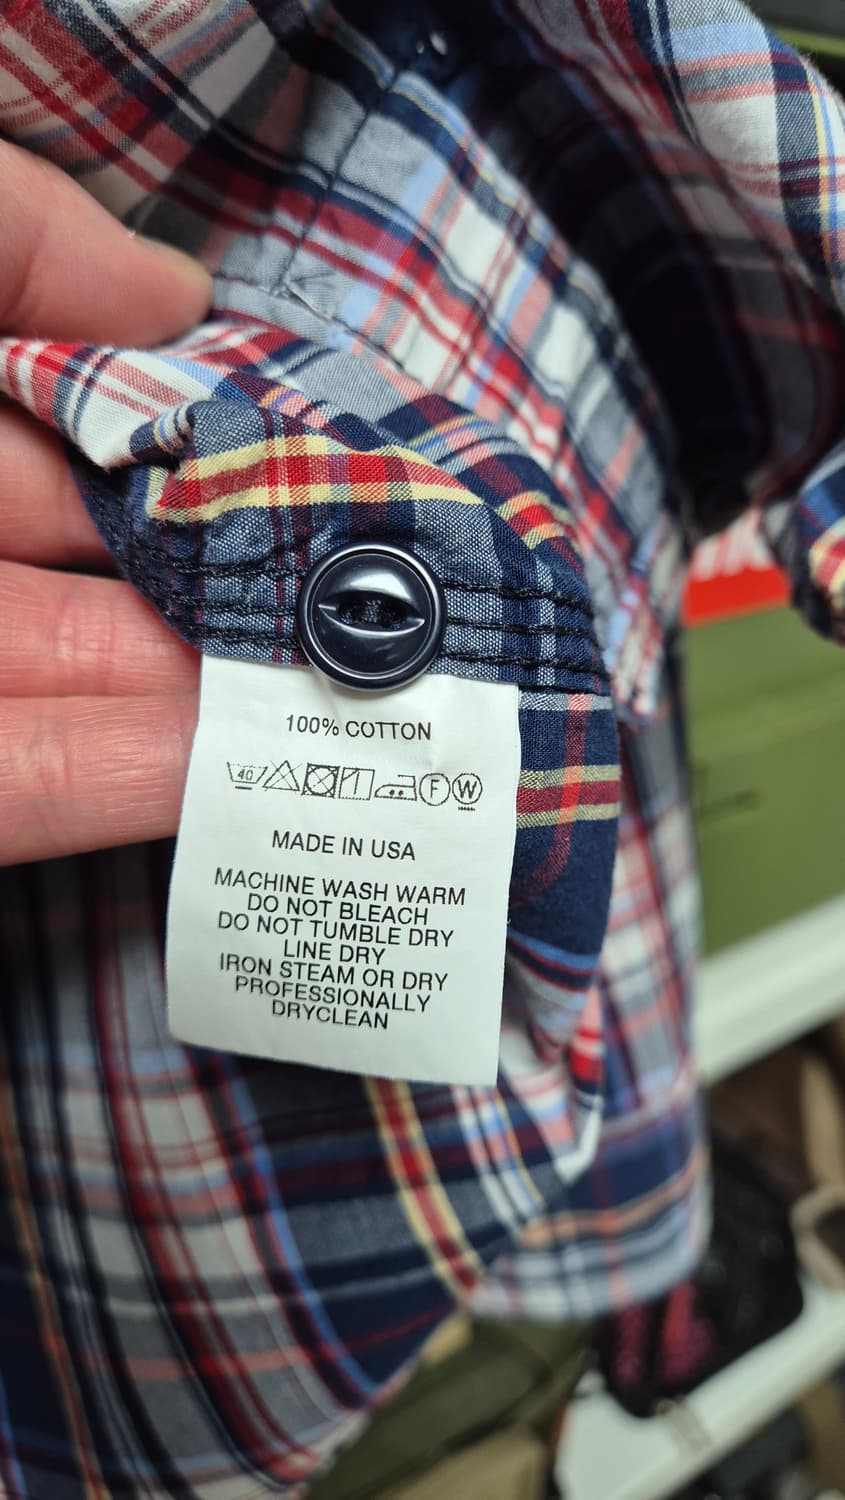 100% COTTON
40 F W
MADE IN USA
MACHINE WASH WARM
DO NOT BLEACH
DO NOT TUMBLE DRY
LINE DRY
IRON STEAM OR DRY
PROFESSIONALLY
DRYCLEAN